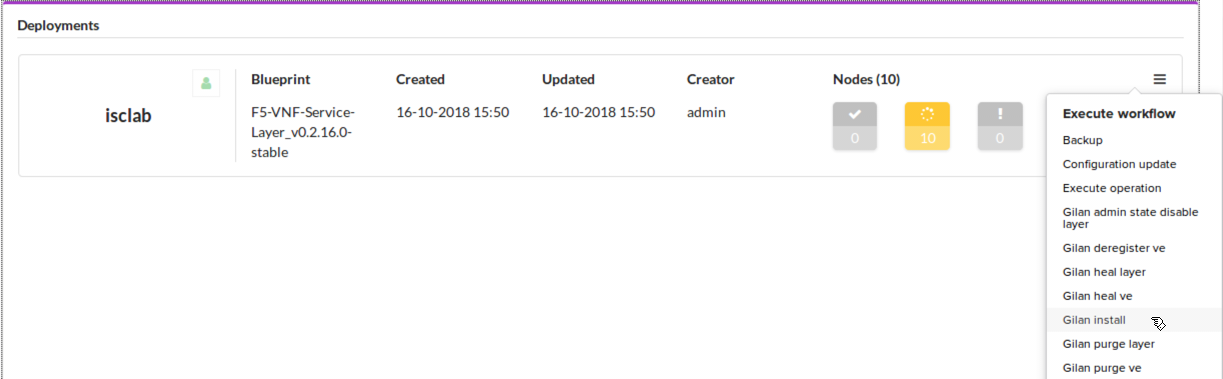 Deployments
isclab
Blueprint
Created
Updated
Creator
Nodes (10)
F5-VNF-Service-
Layer_v0.2.16.0-
stable
16-10-2018 15:50
16-10-2018 15:50
admin
0
10
0
Execute workflow
Backup
Configuration update
Execute operation
Gilan admin state disable
layer
Gilan deregister ve
Gilan heal layer
Gilan heal ve
Gilan install
Gilan purge layer
Gilan purge ve